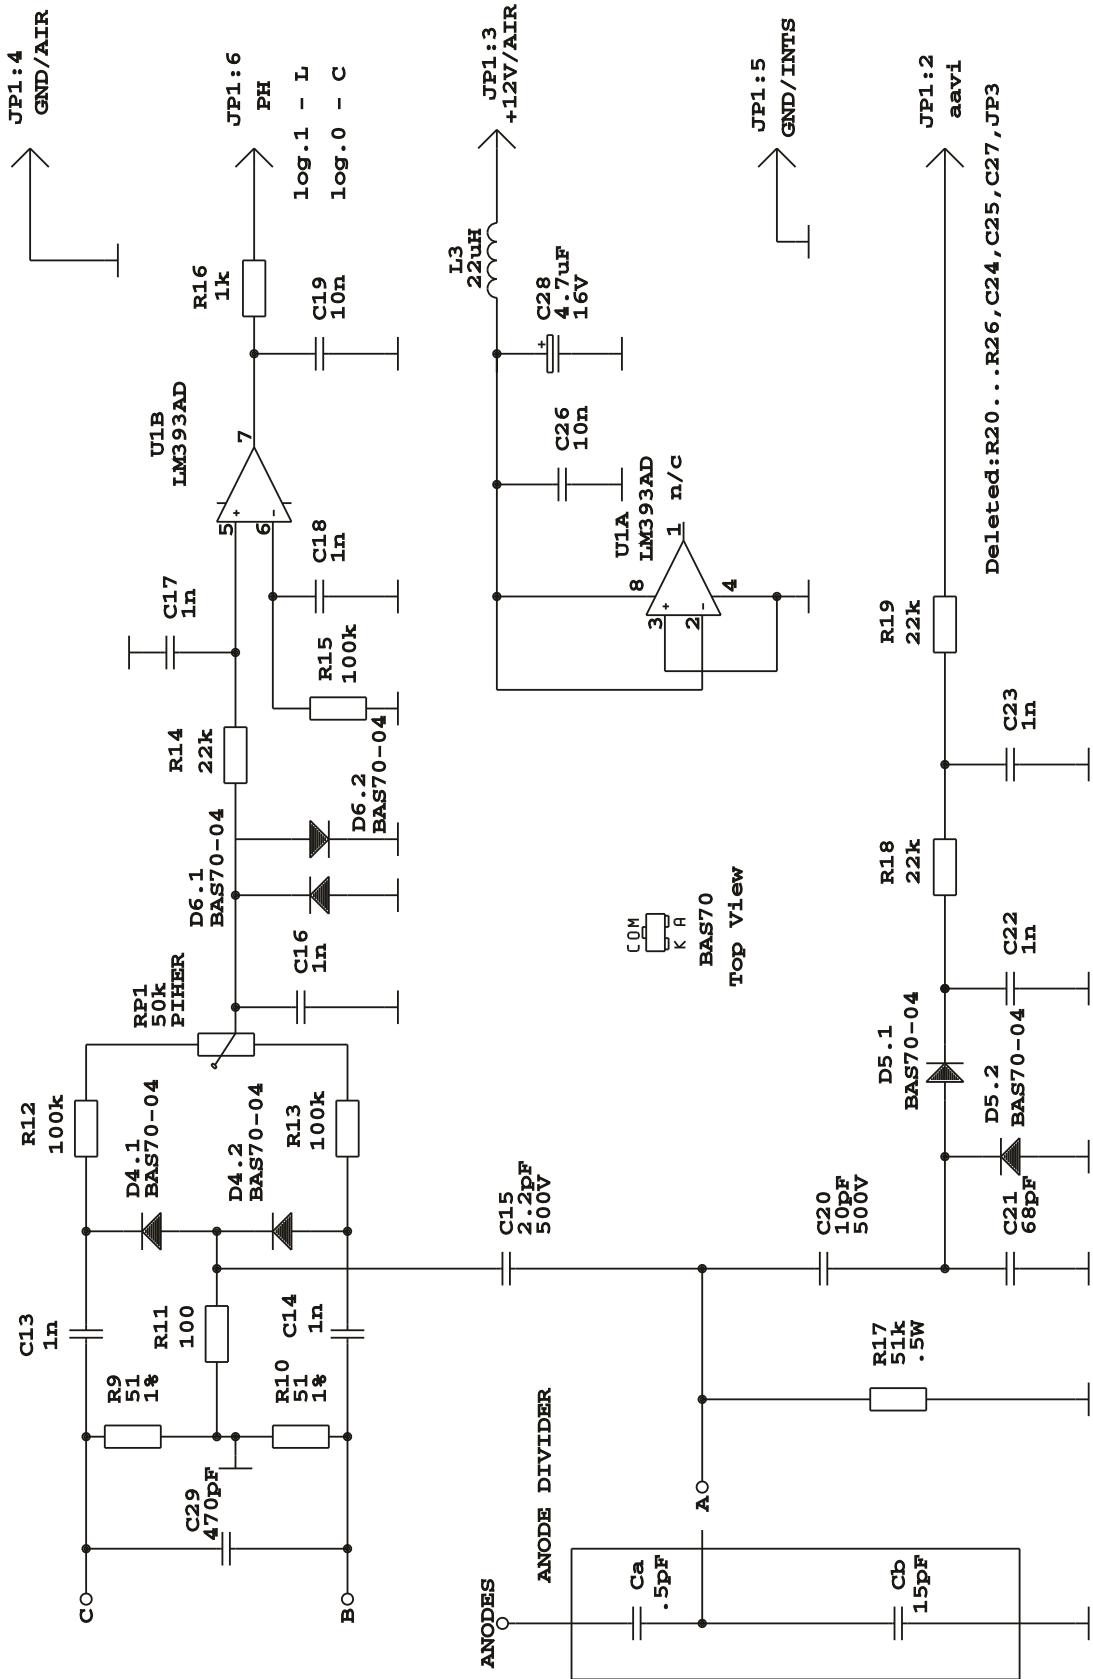 JP1:4
GND/AIR
JP1:6
PH
log.1 - L
log.0 - C
R16
1k
C19
10n
U1B
LM393AD
7
5
+
6
-
C17
1n
C18
1n
R15
100k
R14
22k
D6.1
BAS70-04
D6.2
BAS70-04
C16
1n
RP1
50k
PIHER
R12
100k
R13
100k
D4.1
BAS70-04
D4.2
BAS70-04
C13
1n
R11
100
C14
1n
R9
51
1%
R10
51
1%
C29
470pF
C
B
JP1:3
+12V/AIR
L3
22uH
C28
4.7uF
16V
+
C26
10n
U1A
LM393AD
n/c
1
8
4
3
+
2
-
JP1:5
GND/INTS
COM
K A
BAS70
Top View
C15
2.2pF
500V
C20
10pF
500V
C21
68pF
D5.1
BAS70-04
D5.2
BAS70-04
C22
1n
R18
22k
C23
1n
R19
22k
JP1:2
aavi
Deleted:R20...R26,C24,C25,C27,JP3
R17
51k
.5W
A
ANODE DIVIDER
ANODES
Ca
.5pF
Cb
15pF